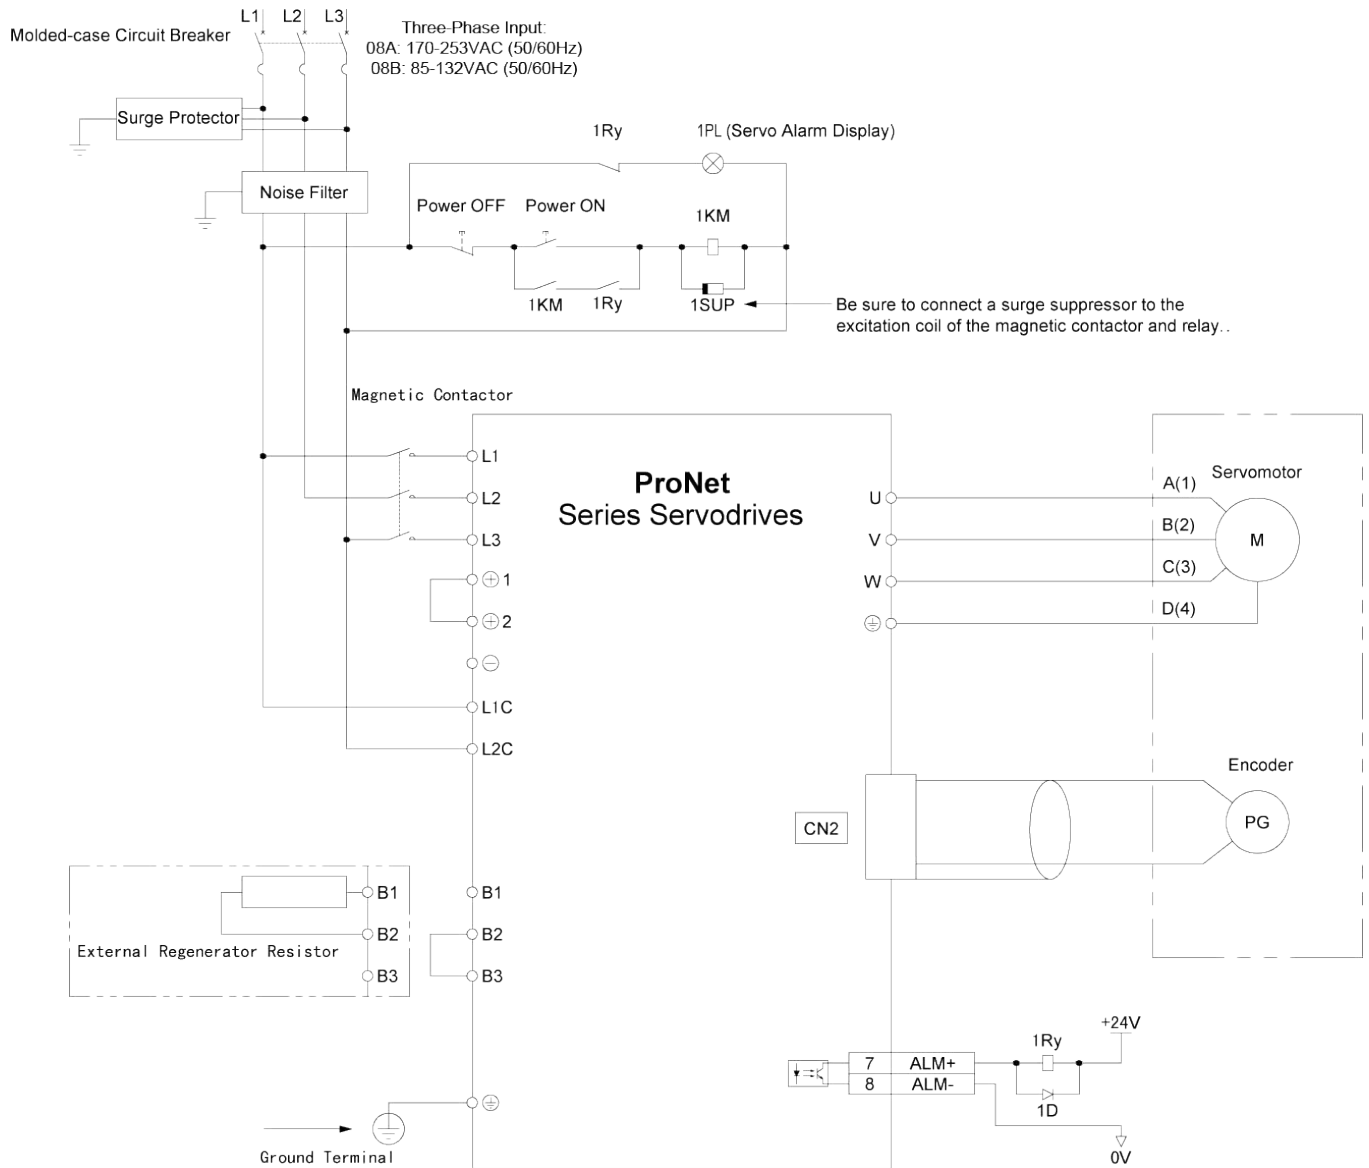 L1 L2 L3
Molded-case Circuit Breaker
Three-Phase Input:
08A: 170-253VAC (50/60Hz)
08B: 85-132VAC (50/60Hz)
Surge Protector
1Ry
1PL (Servo Alarm Display)
Noise Filter
Power OFF
Power ON
1KM
1KM
1Ry
1SUP
Be sure to connect a surge suppressor to the
excitation coil of the magnetic contactor and relay..
Magnetic Contactor
L1
L2
L3
1
2
L1C
L2C
ProNet
Series Servodrives
U
V
W
A(1)
B(2)
C(3)
D(4)
Servomotor
M
Encoder
PG
CN2
B1
B2
B3
External Regenerator Resistor
B1
B2
B3
+24V
1Ry
7 ALM+
8 ALM-
1D
0V
Ground Terminal